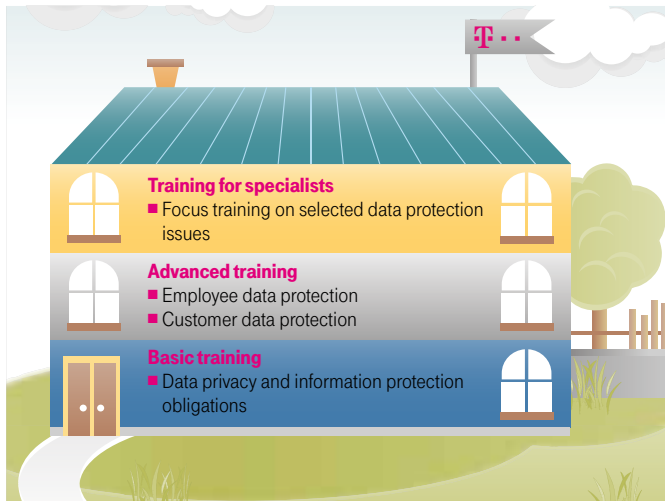 T··
Training for specialists
■ Focus training on selected data protection
issues
Advanced training
■ Employee data protection
■ Customer data protection
Basic training
■ Data privacy and information protection
obligations